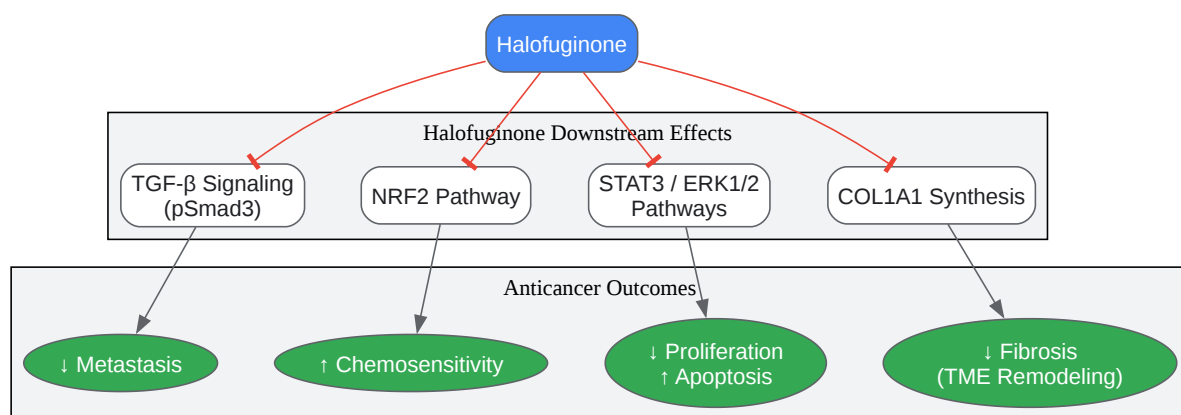 Halofuginone
Halofuginone Downstream Effects
TGF-β Signaling
(pSmad3)
NRF2 Pathway
STAT3 / ERK1/2
Pathways
COL1A1 Synthesis
Anticancer Outcomes
↓ Metastasis
↑ Chemosensitivity
↓ Proliferation
↑ Apoptosis
↓ Fibrosis
(TME Remodeling)